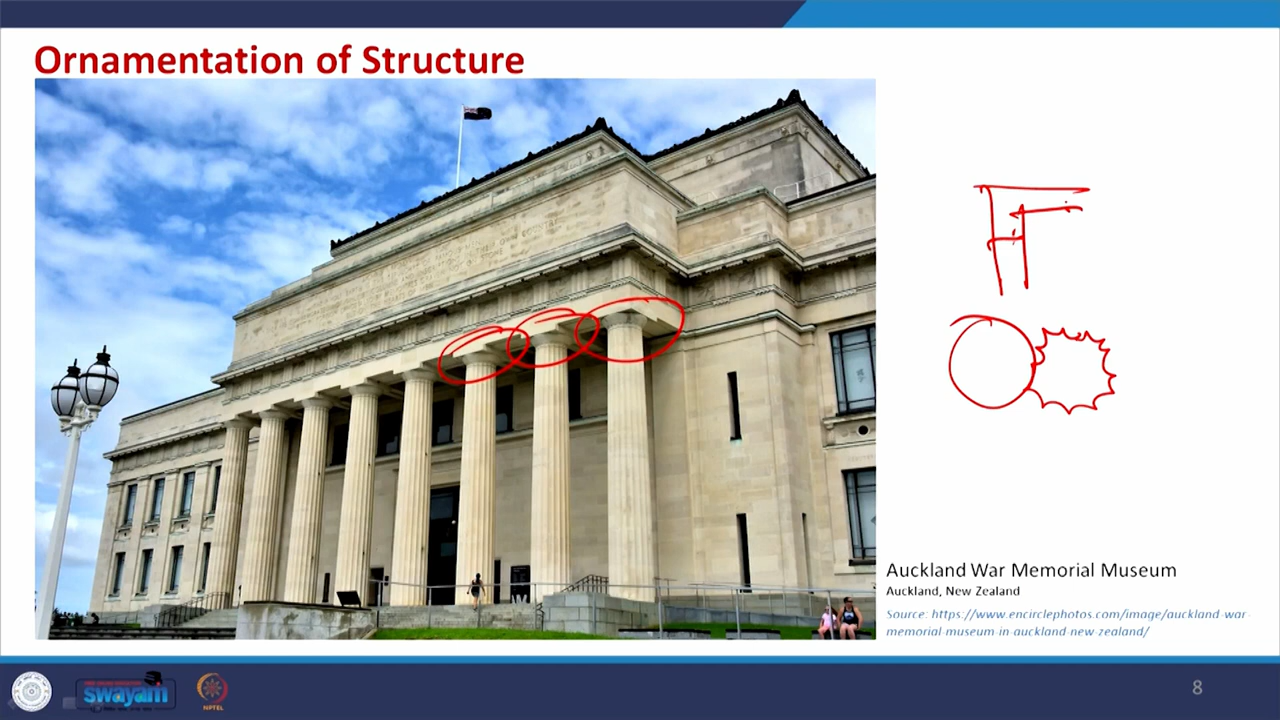 Ornamentation of Structure
Auckland War Memorial Museum
Auckland, New Zealand
Source: https://www.encirclephotos.com/image/auckland-war-
memorial-museum-in-auckland-new-zealand/
swayam
NPTEL
8